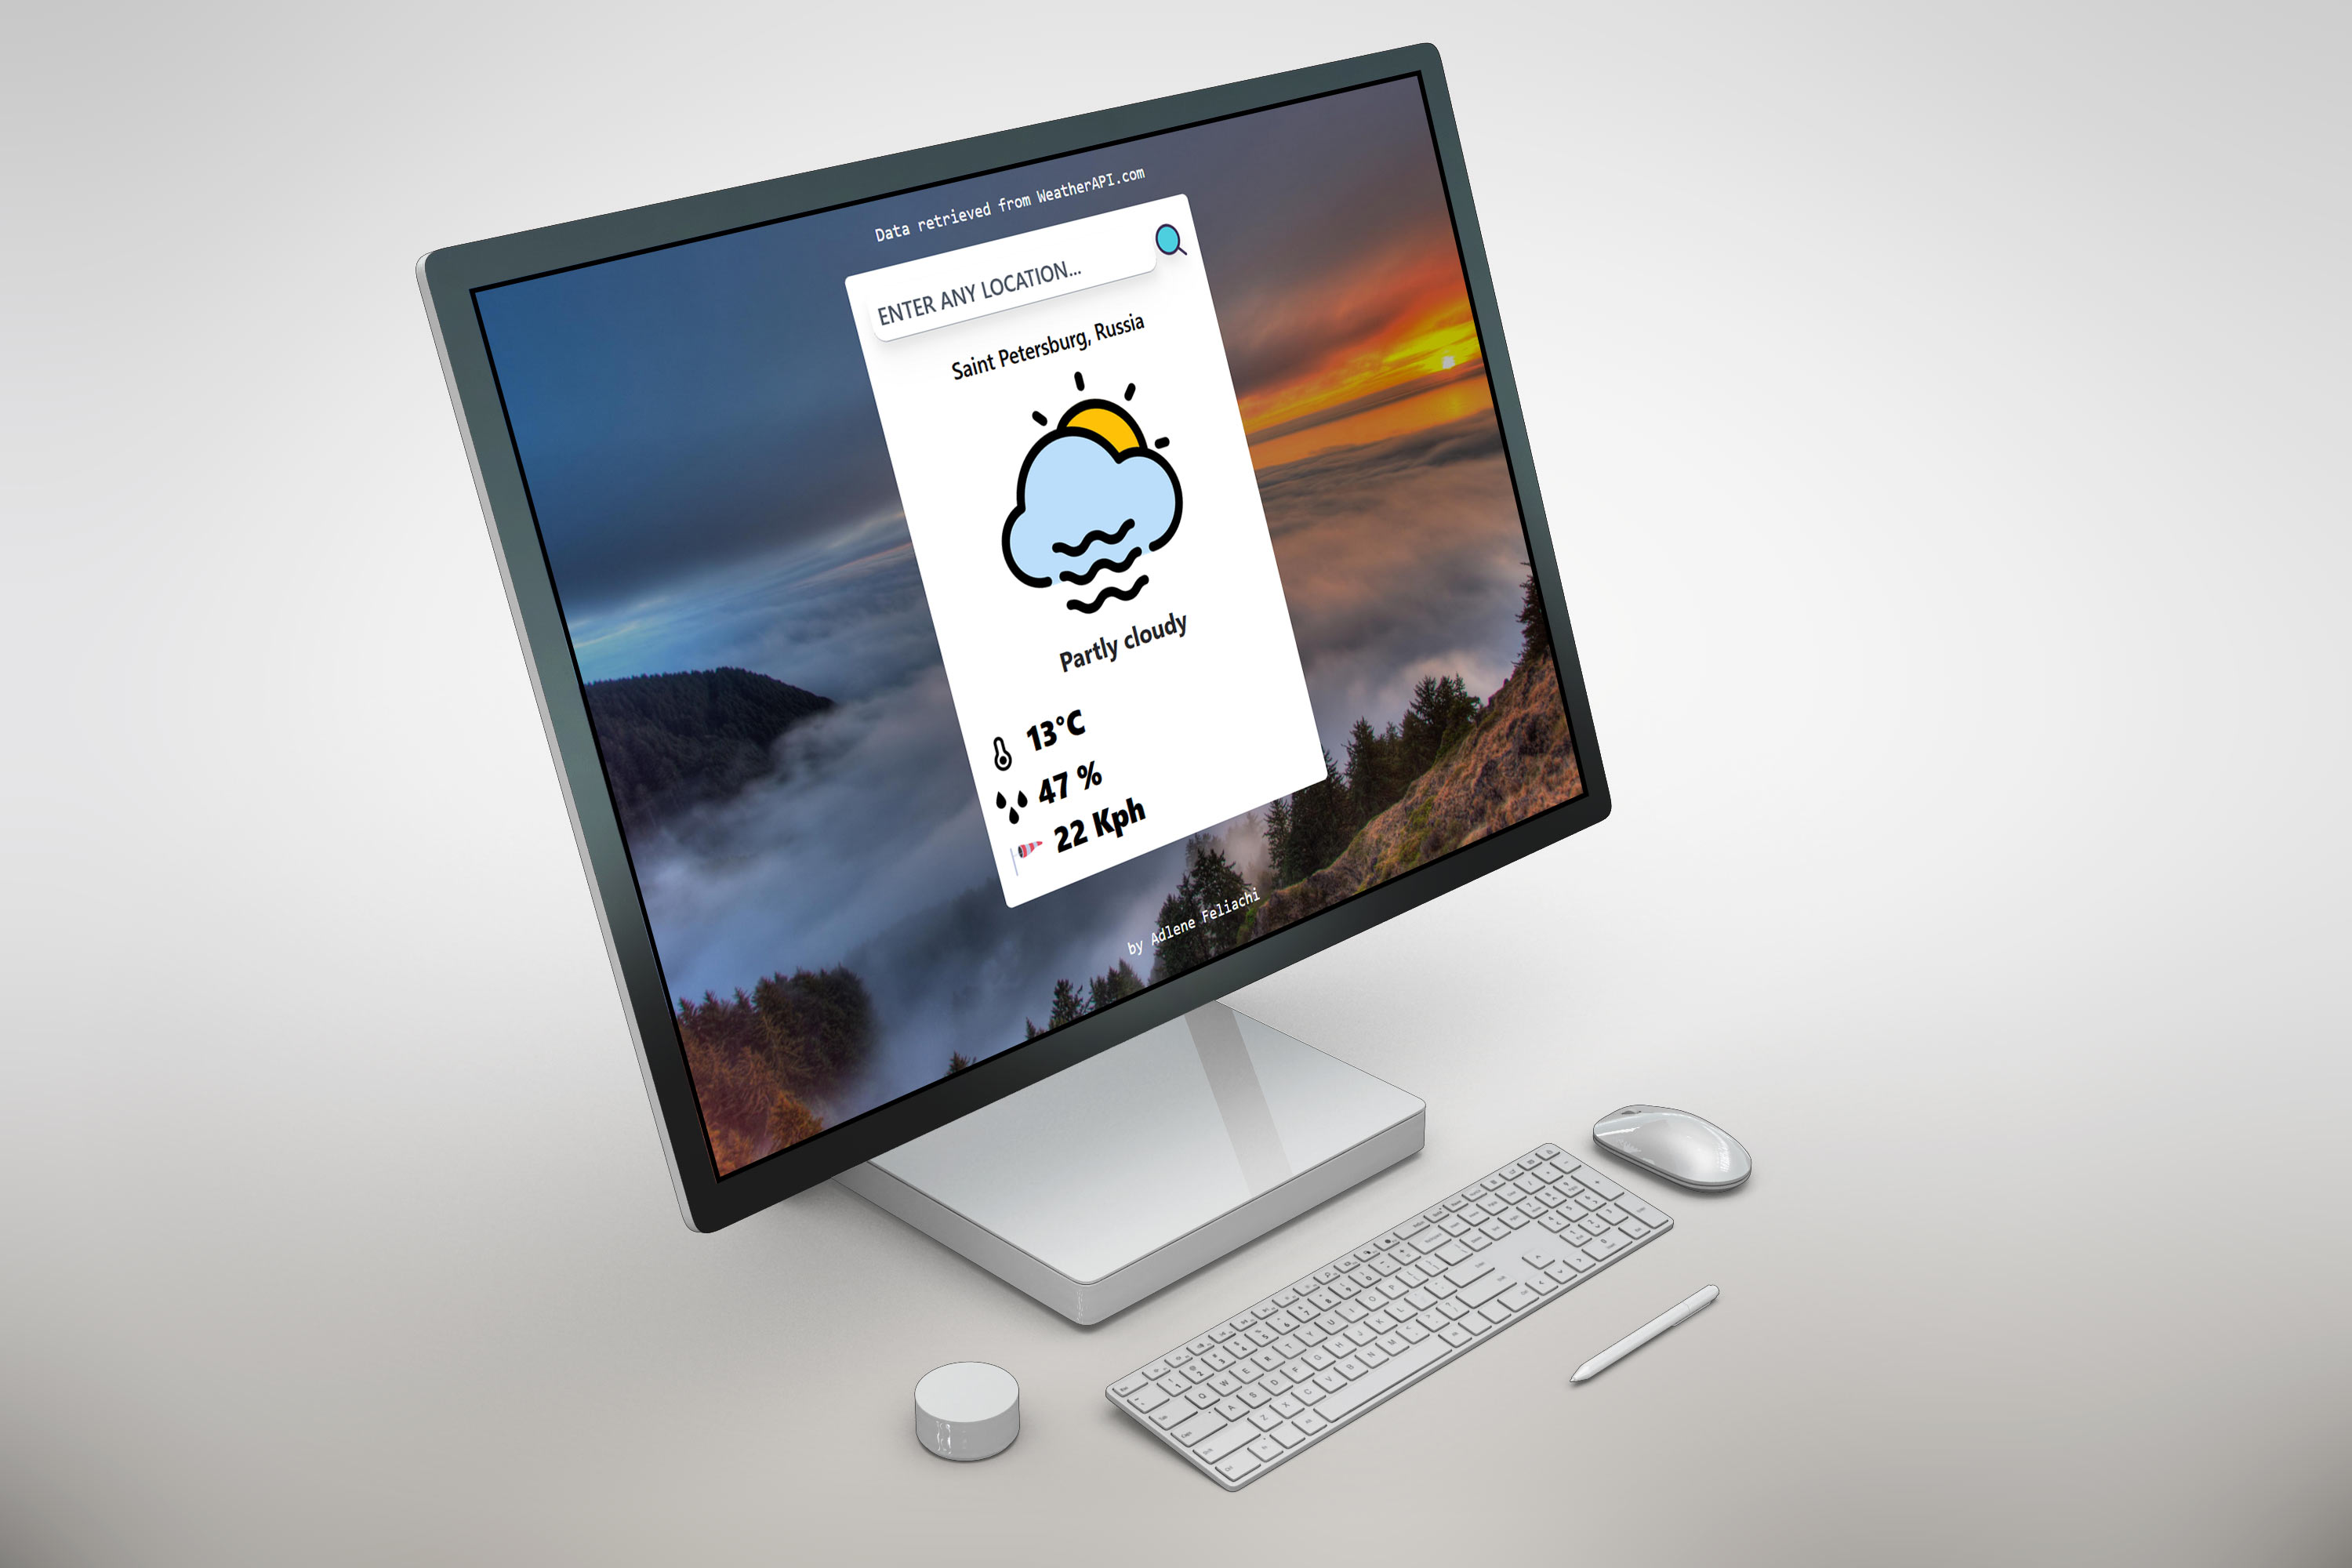 Data retrieved from WeatherAPI.com
ENTER ANY LOCATION...
Saint Petersburg, Russia
Partly cloudy
13°C
47 %
22 Kph
by Adlene Feliachi